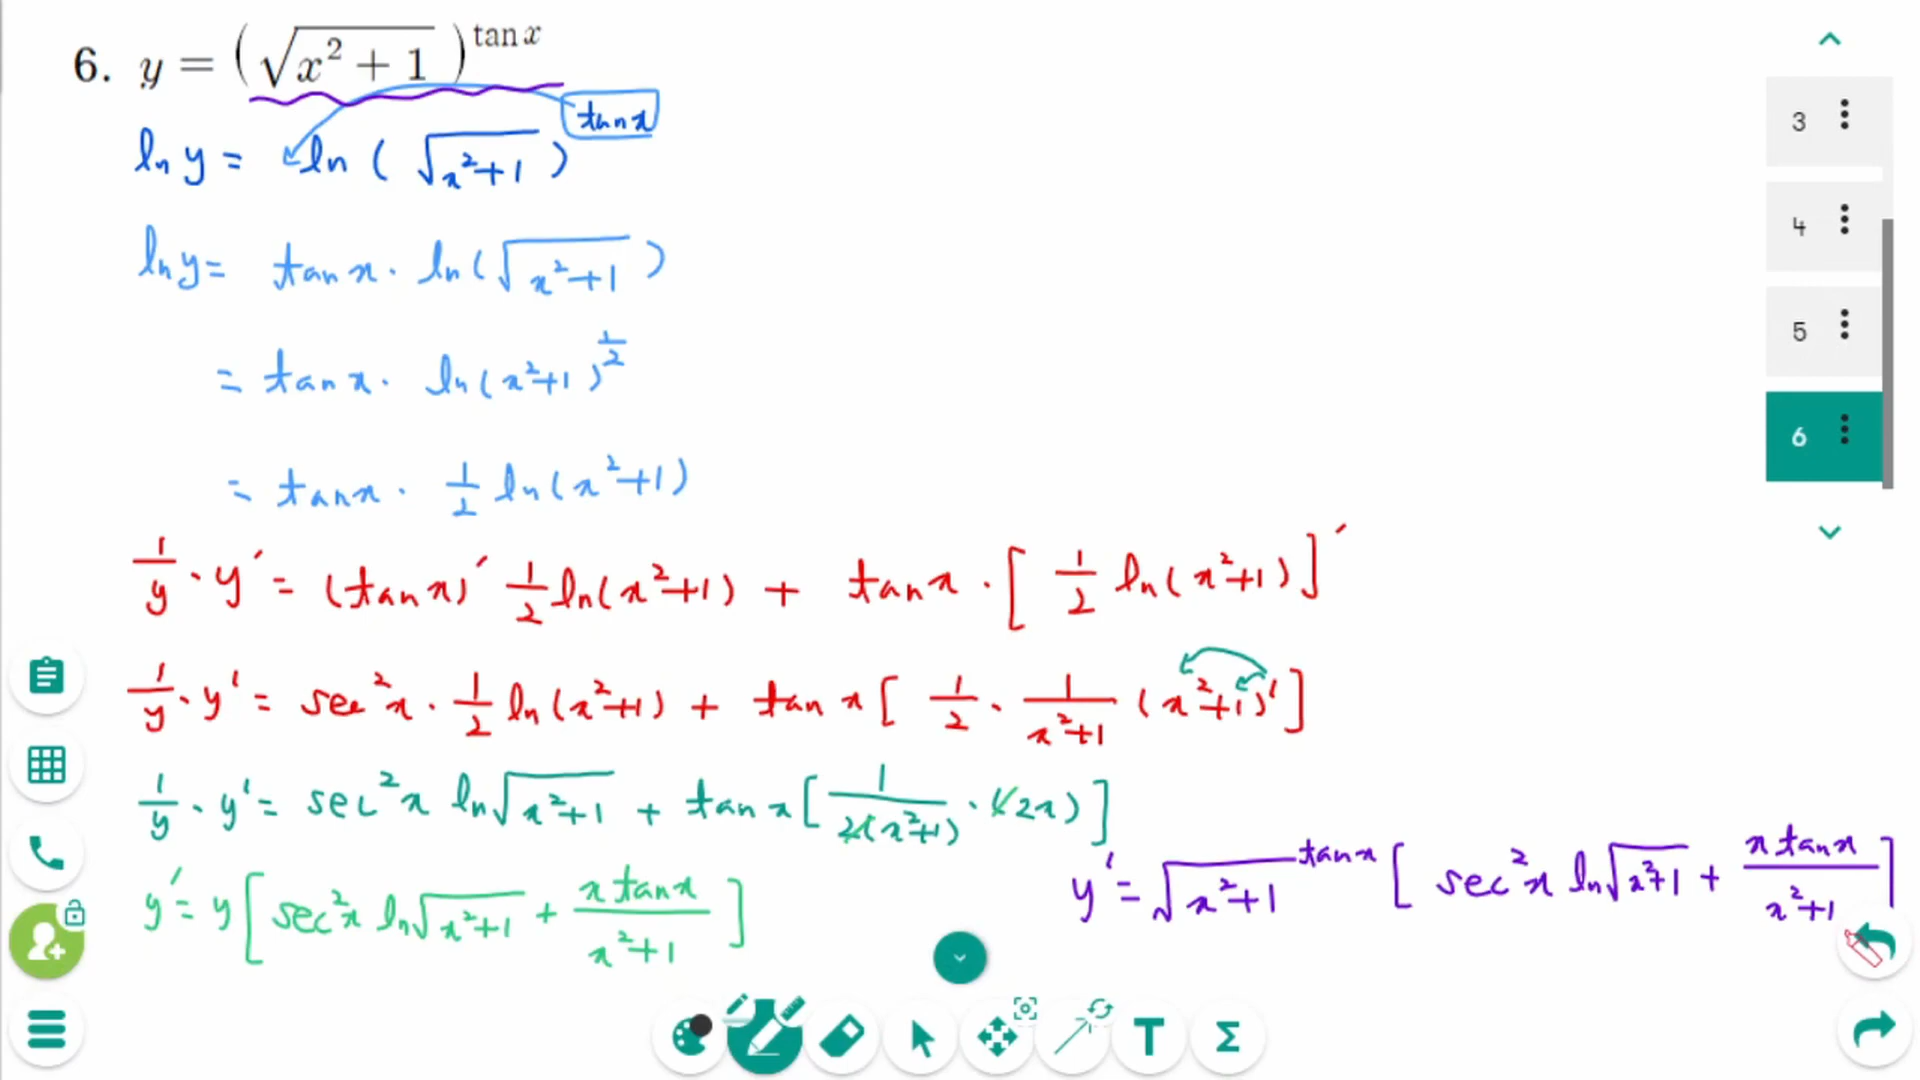 6. y = (√(x² + 1))^(tan x)
ln y = ln (√(x²+1))^(tan x)
ln y = tan x · ln(√(x²+1))
= tan x · ln(x²+1)^(1/2)
= tan x · 1/2 ln(x²+1)
1/y · y' = (tan x)' 1/2 ln(x²+1) + tan x · [1/2 ln(x²+1)]'
1/y · y' = sec²x · 1/2 ln(x²+1) + tan x [1/2 · 1/(x²+1) (x²+1)']
1/y · y' = sec²x ln√(x²+1) + tan x [1/(2(x²+1)) · (2x)]
y' = y [sec²x ln√(x²+1) + (x tan x)/(x²+1)]
y' = √(x²+1)^(tan x) [sec²x ln√(x²+1) + (x tan x)/(x²+1)]
3
4
5
6
T
Σ